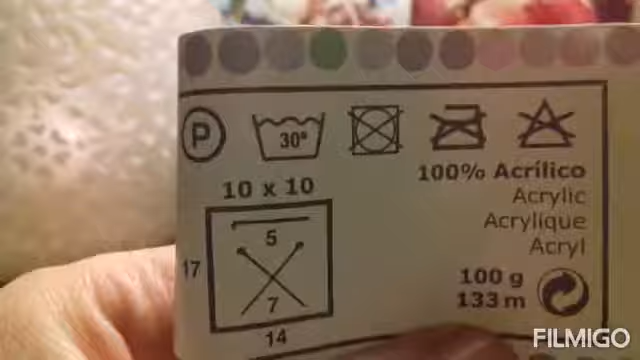 P
30°
100% Acrílico
Acrylic
Acrylique
Acryl
10 x 10
5
17
7
14
100 g
133 m
FILMIGO